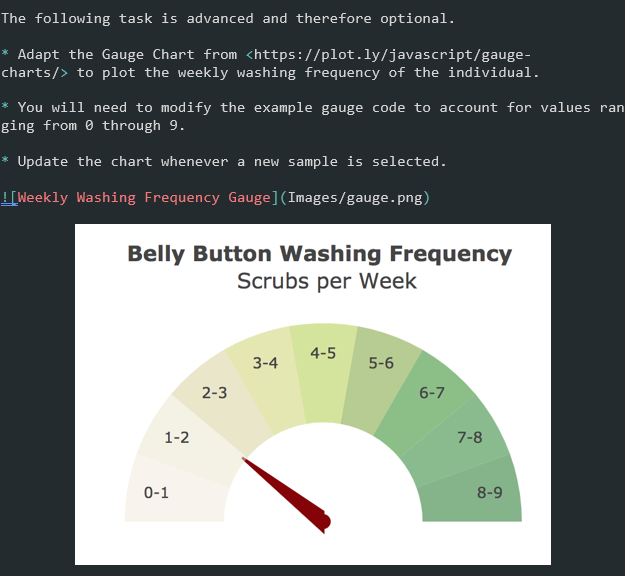 The following task is advanced and therefore optional.
* Adapt the Gauge Chart from <https://plot.ly/javascript/gauge-
charts/> to plot the weekly washing frequency of the individual.
* You will need to modify the example gauge code to account for values ran
ging from 0 through 9.
* Update the chart whenever a new sample is selected.
![Weekly Washing Frequency Gauge](Images/gauge.png)
Belly Button Washing Frequency
Scrubs per Week
0-1
1-2
2-3
3-4
4-5
5-6
6-7
7-8
8-9